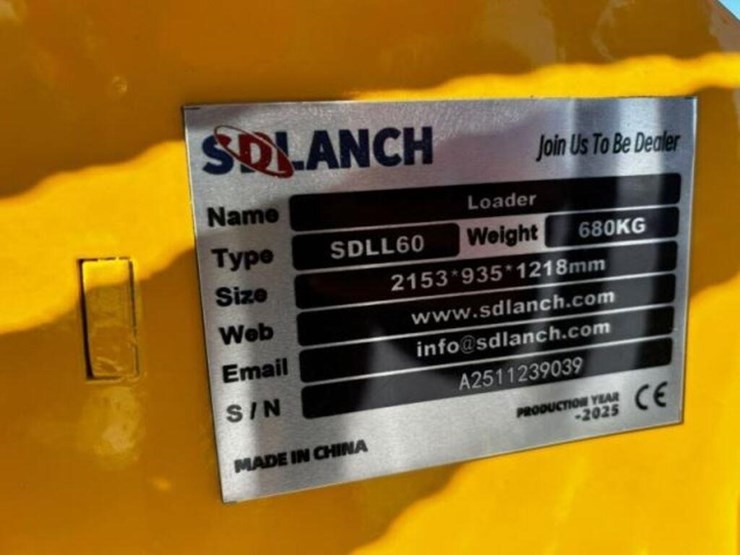 SDLANCH Join Us To Be Dealer
Name Loader
Type SDLL60 Weight 680KG
Size 2153*935*1218mm
Web www.sdlanch.com
Email info@sdlanch.com
S/N A2511239039
PRODUCTION YEAR
-2025 CE
MADE IN CHINA